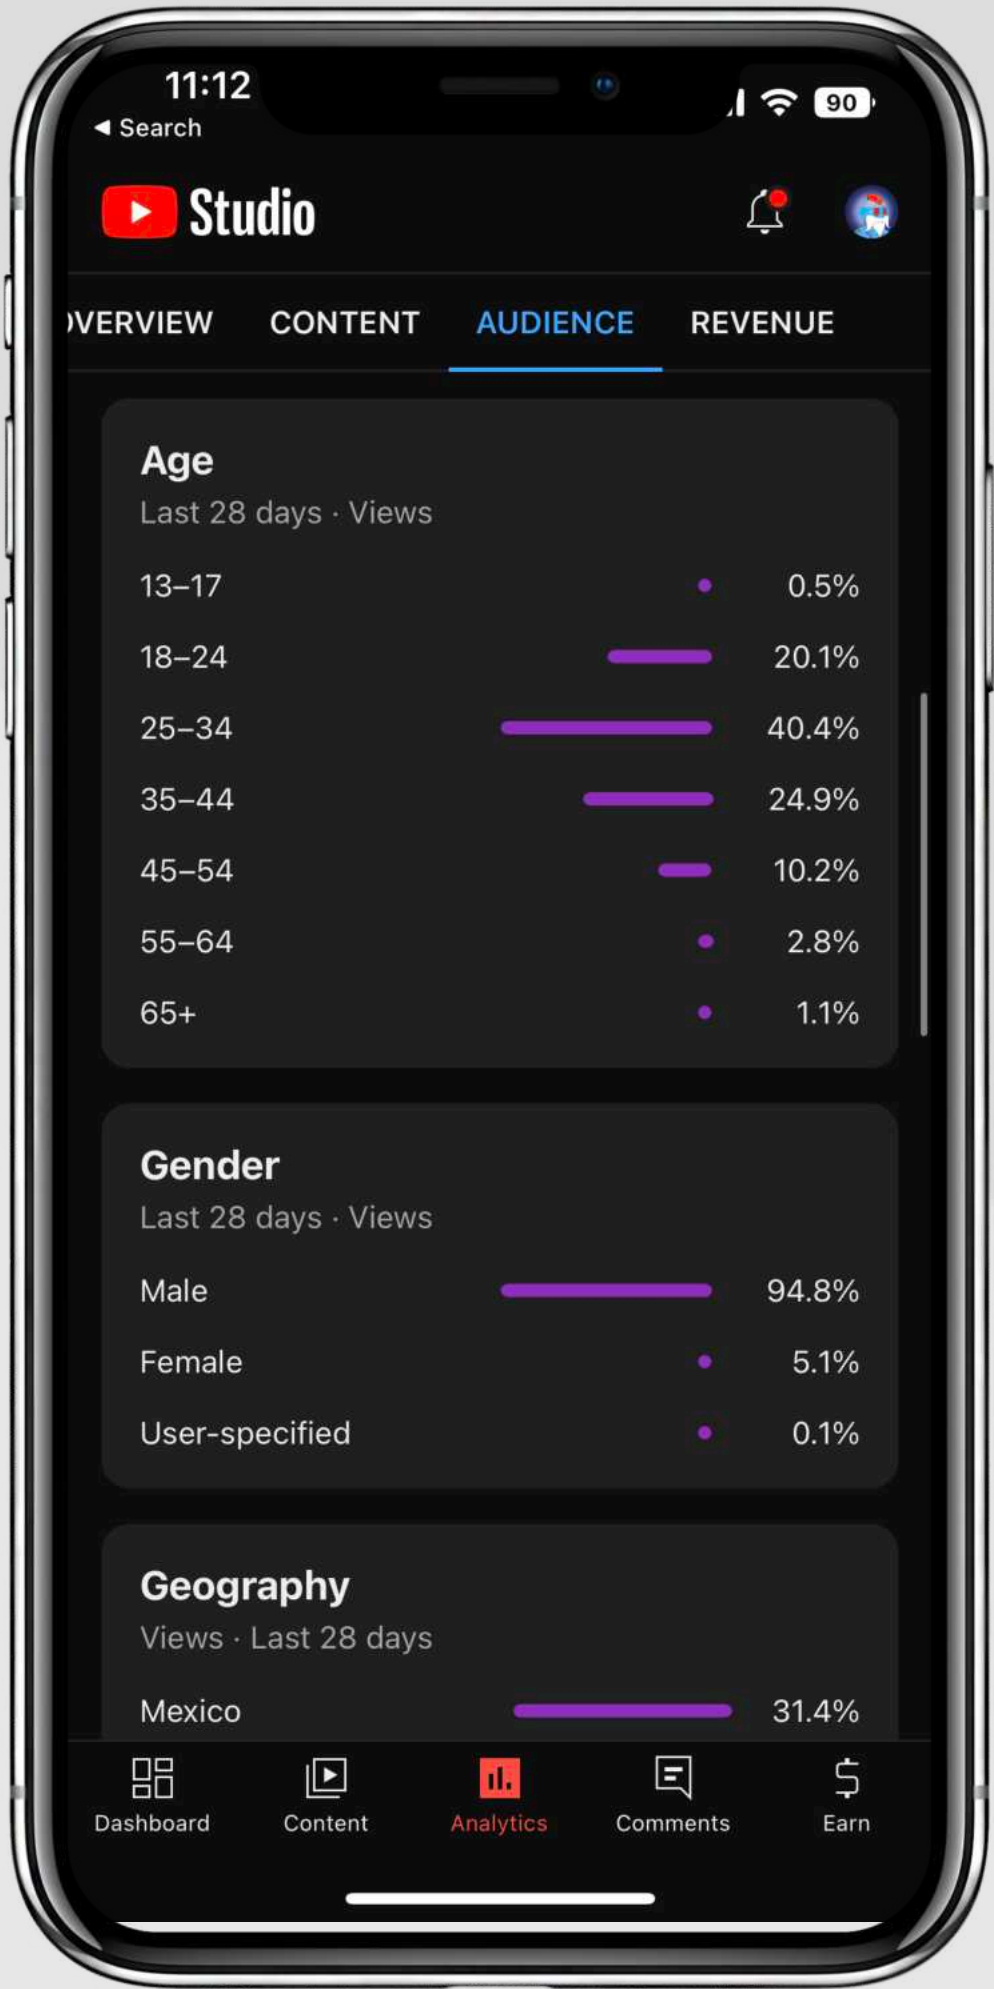 11:12
◀ Search
90
Studio
OVERVIEW CONTENT AUDIENCE REVENUE
Age
Last 28 days · Views
13–17 0.5%
18–24 20.1%
25–34 40.4%
35–44 24.9%
45–54 10.2%
55–64 2.8%
65+ 1.1%
Gender
Last 28 days · Views
Male 94.8%
Female 5.1%
User-specified 0.1%
Geography
Views · Last 28 days
Mexico 31.4%
Dashboard Content Analytics Comments Earn